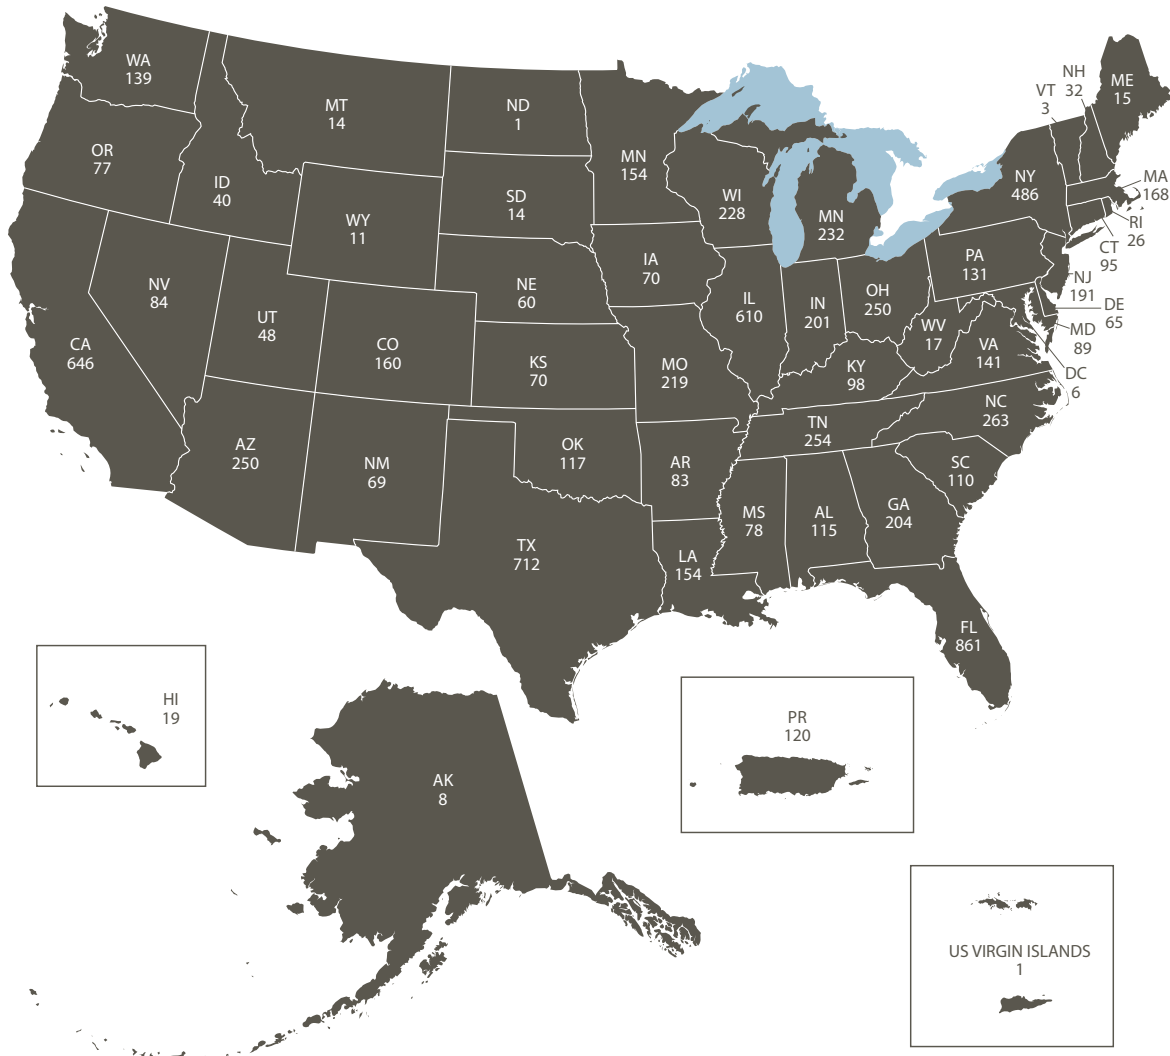 WA
139
MT
14
ND
1
MN
154
VT
3
NH
32
ME
15
OR
77
ID
40
WY
11
SD
14
WI
228
MN
232
NY
486
MA
168
RI
26
CT
95
NV
84
UT
48
CO
160
NE
60
IA
70
IL
610
IN
201
OH
250
PA
131
NJ
191
DE
65
MD
89
DC
6
CA
646
KS
70
MO
219
KY
98
WV
17
VA
141
AZ
250
NM
69
OK
117
AR
83
TN
254
NC
263
SC
110
TX
712
LA
154
MS
78
AL
115
GA
204
FL
861
HI
19
AK
8
PR
120
US VIRGIN ISLANDS
1